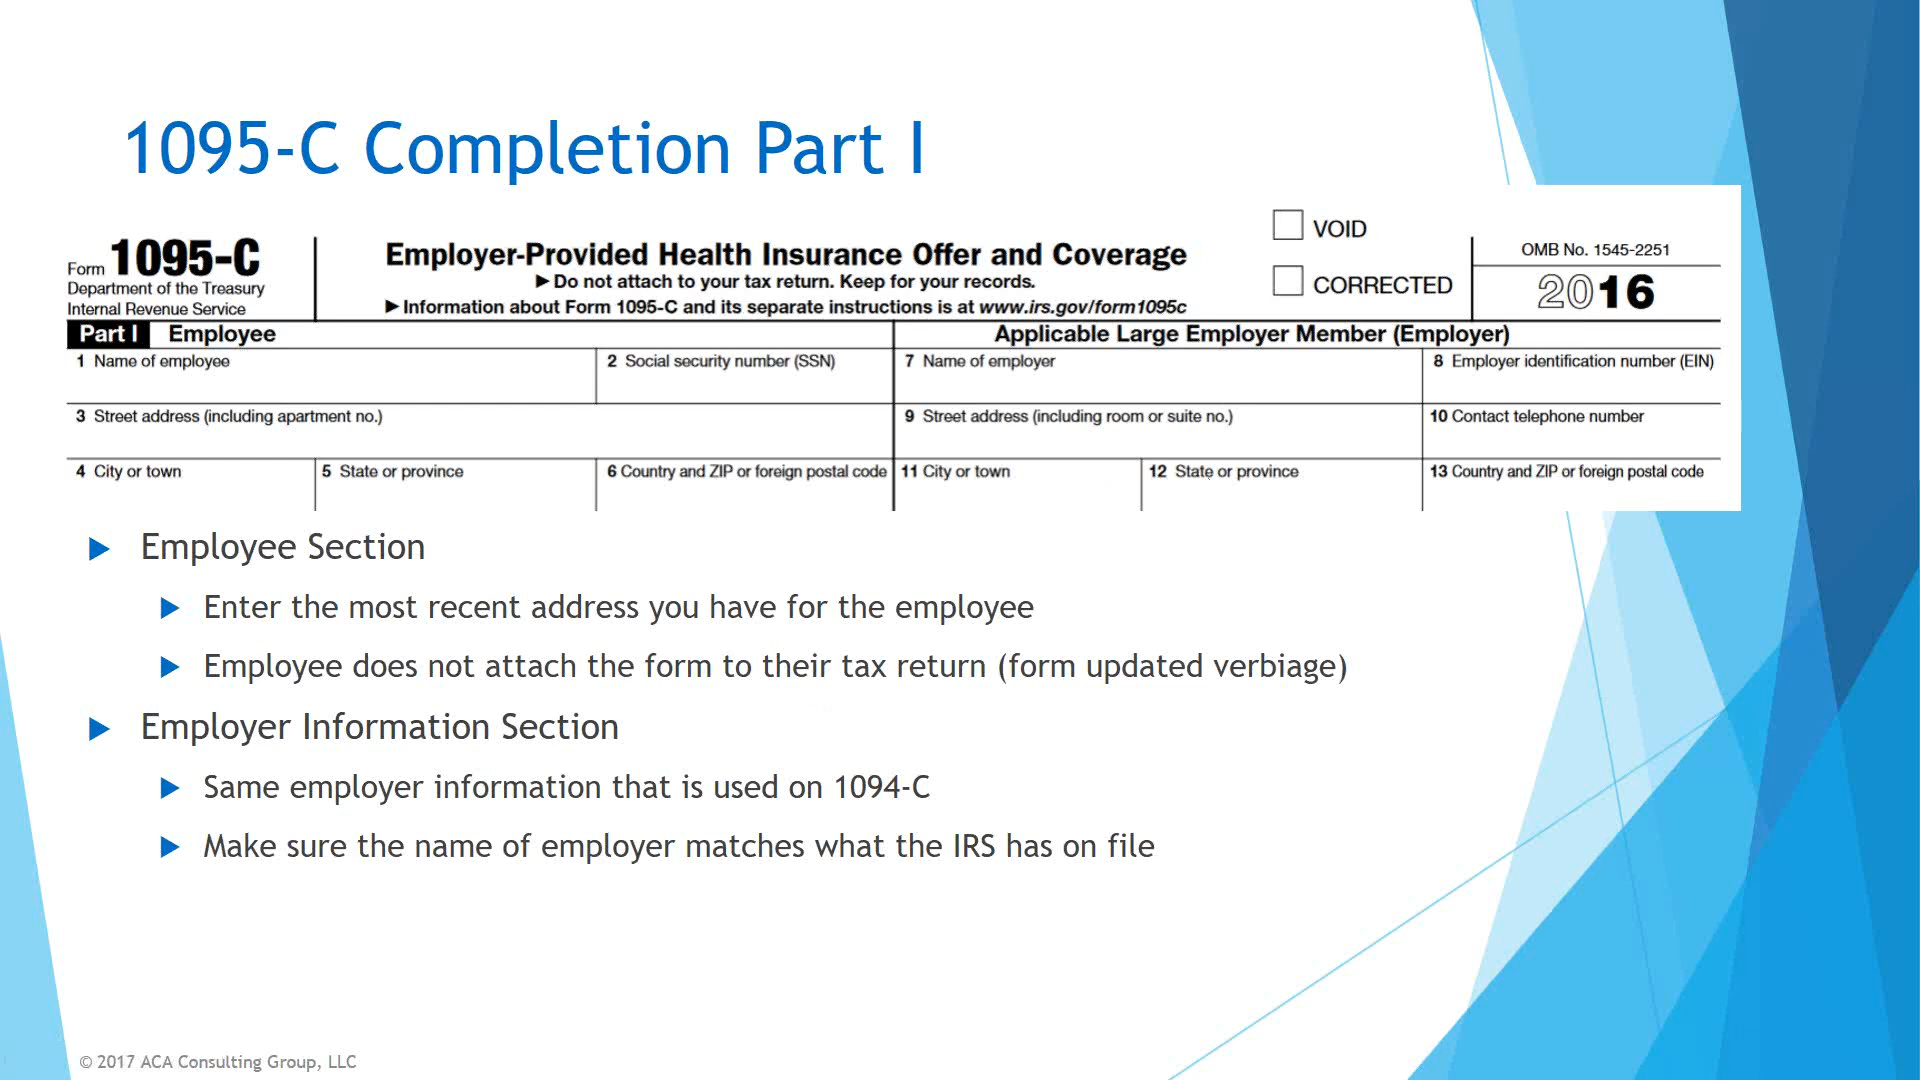 1095-C Completion Part I
Form 1095-C
Department of the Treasury
Internal Revenue Service
Employer-Provided Health Insurance Offer and Coverage
▶ Do not attach to your tax return. Keep for your records.
▶ Information about Form 1095-C and its separate instructions is at www.irs.gov/form1095c
VOID
CORRECTED
OMB No. 1545-2251
2016
Part I Employee
Applicable Large Employer Member (Employer)
1 Name of employee
2 Social security number (SSN)
7 Name of employer
8 Employer identification number (EIN)
3 Street address (including apartment no.)
9 Street address (including room or suite no.)
10 Contact telephone number
4 City or town
5 State or province
6 Country and ZIP or foreign postal code
11 City or town
12 State or province
13 Country and ZIP or foreign postal code
▶ Employee Section
▶ Enter the most recent address you have for the employee
▶ Employee does not attach the form to their tax return (form updated verbiage)
▶ Employer Information Section
▶ Same employer information that is used on 1094-C
▶ Make sure the name of employer matches what the IRS has on file
© 2017 ACA Consulting Group, LLC